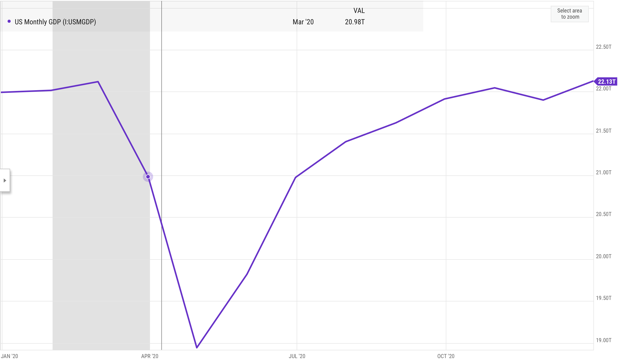 VAL
US Monthly GDP (I:USMGDP) Mar '20 20.98T
Select area
to zoom
22.50T
22.13T
22.00T
21.50T
21.00T
20.50T
20.00T
19.50T
19.00T
JAN '20 APR '20 JUL '20 OCT '20